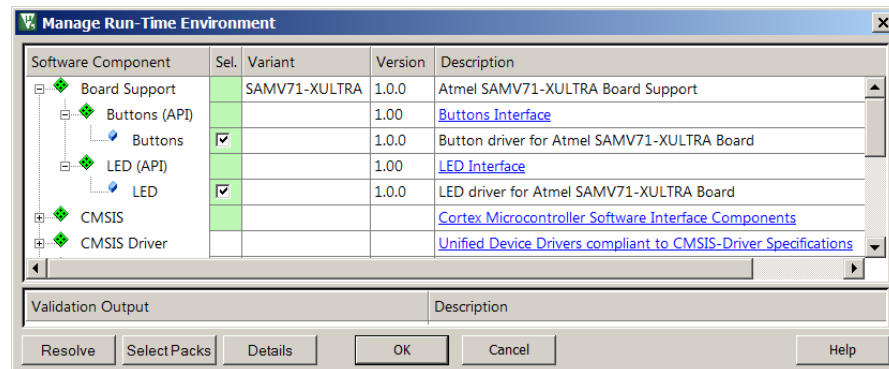 Manage Run-Time Environment
Software Component Sel. Variant Version Description
Board Support SAMV71-XULTRA 1.0.0 Atmel SAMV71-XULTRA Board Support
Buttons (API) 1.00 Buttons Interface
Buttons 1.0.0 Button driver for Atmel SAMV71-XULTRA Board
LED (API) 1.00 LED Interface
LED 1.0.0 LED driver for Atmel SAMV71-XULTRA Board
CMSIS Cortex Microcontroller Software Interface Components
CMSIS Driver Unified Device Drivers compliant to CMSIS-Driver Specifications
Validation Output Description
Resolve Select Packs Details OK Cancel Help